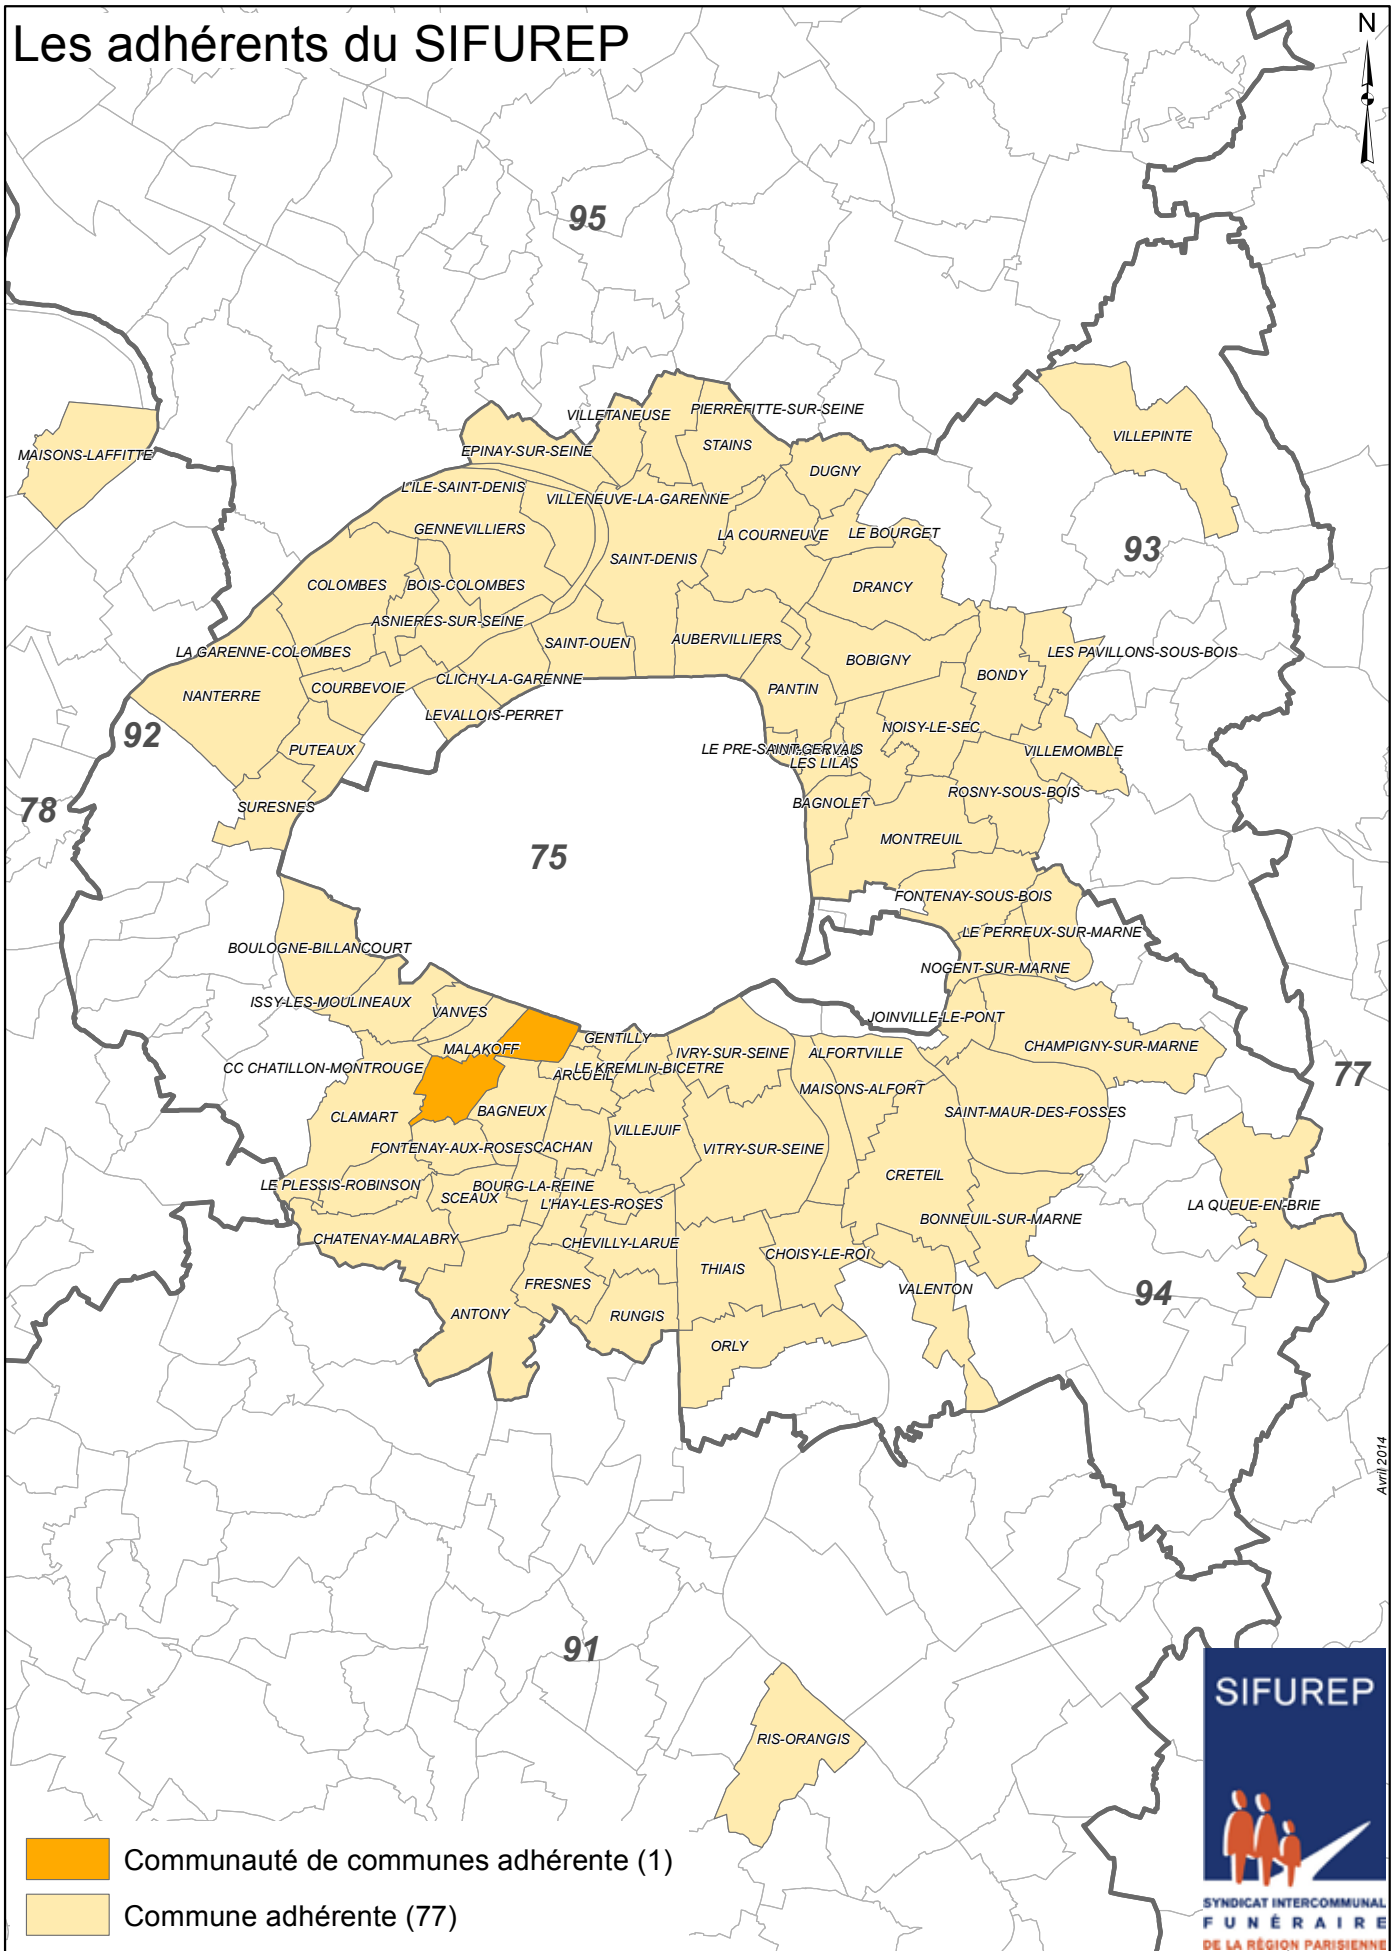 Les adhérents du SIFUREP
N
95
VILLETANEUSE
PIERREFITTE-SUR-SEINE
VILLEPINTE
MAISONS-LAFFITTE
EPINAY-SUR-SEINE
STAINS
DUGNY
L'ILE-SAINT-DENIS
VILLENEUVE-LA-GARENNE
GENNEVILLIERS
LA COURNEUVE
LE BOURGET
93
SAINT-DENIS
COLOMBES
BOIS-COLOMBES
DRANCY
ASNIERES-SUR-SEINE
SAINT-OUEN
AUBERVILLIERS
LA GARENNE-COLOMBES
BOBIGNY
LES PAVILLONS-SOUS-BOIS
BONDY
CLICHY-LA-GARENNE
NANTERRE
COURBEVOIE
PANTIN
LEVALLOIS-PERRET
NOISY-LE-SEC
92
PUTEAUX
LE PRE-SAINT-GERVAIS
VILLEMOMBLE
LES LILAS
78
SURESNES
BAGNOLET
ROSNY-SOUS-BOIS
MONTREUIL
75
FONTENAY-SOUS-BOIS
LE PERREUX-SUR-MARNE
BOULOGNE-BILLANCOURT
NOGENT-SUR-MARNE
ISSY-LES-MOULINEAUX
VANVES
JOINVILLE-LE-PONT
GENTILLY
MALAKOFF
IVRY-SUR-SEINE
ALFORTVILLE
CHAMPIGNY-SUR-MARNE
CC CHATILLON-MONTROUGE
ARCUEIL
LE KREMLIN-BICETRE
77
MAISONS-ALFORT
CLAMART
BAGNEUX
SAINT-MAUR-DES-FOSSES
VILLEJUIF
FONTENAY-AUX-ROSES
CACHAN
VITRY-SUR-SEINE
CRETEIL
LE PLESSIS-ROBINSON
BOURG-LA-REINE
SCEAUX
L'HAY-LES-ROSES
LA QUEUE-EN-BRIE
BONNEUIL-SUR-MARNE
CHATENAY-MALABRY
CHEVILLY-LARUE
CHOISY-LE-ROI
THIAIS
FRESNES
VALENTON
94
ANTONY
RUNGIS
ORLY
Avril 2014
91
RIS-ORANGIS
SIFUREP
SYNDICAT INTERCOMMUNAL
FUNÉRAIRE
DE LA RÉGION PARISIENNE
Communauté de communes adhérente (1)
Commune adhérente (77)